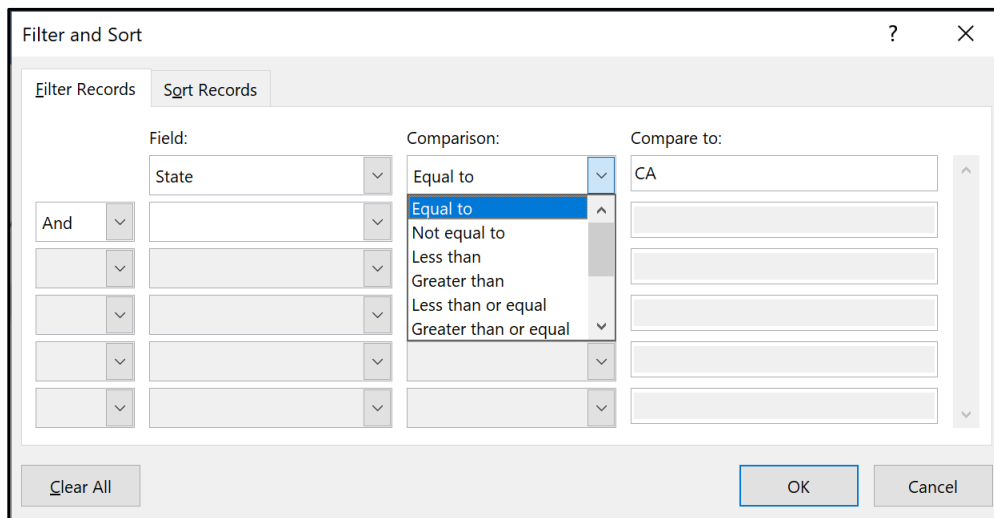 Filter and Sort ?
Filter Records Sort Records
Field: Comparison: Compare to:
State Equal to CA
And Equal to
Not equal to
Less than
Greater than
Less than or equal
Greater than or equal
Clear All OK Cancel